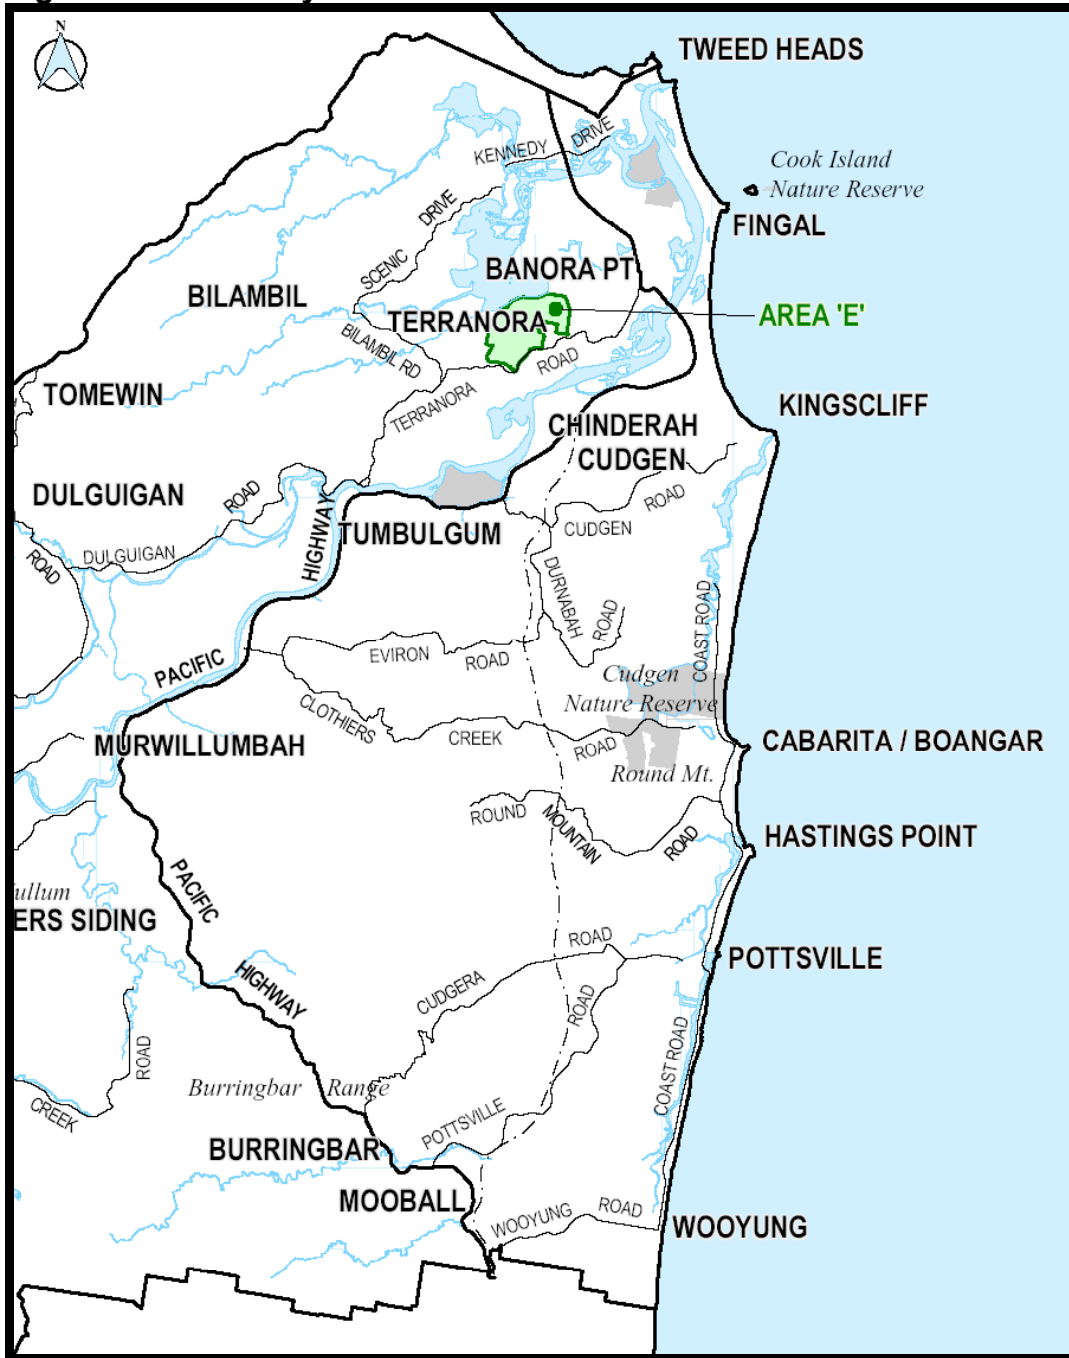 N
TWEED HEADS
KENNEDY DRIVE
Cook Island
Nature Reserve
FINGAL
SCENIC DRIVE
BANORA PT
BILAMBIL
AREA 'E'
TERRANORA
BILAMBIL RD
TERRANORA ROAD
TOMEWIN
KINGSCLIFF
CHINDERAH
CUDGEN
DULGUIGAN
CUDGEN ROAD
TUMBULGUM
DULGUIGAN ROAD
HIGHWAY
ROAD
DURNABAH ROAD
COAST ROAD
EVIRON ROAD
PACIFIC
Cudgen
Nature Reserve
CLOTHIERS CREEK ROAD
MURWILLUMBAH
CABARITA / BOANGAR
Round Mt.
ROUND MOUNTAIN ROAD
HASTINGS POINT
PACIFIC
ullum
ERS SIDING
ROAD
POTTSVILLE
HIGHWAY
CUDGERA
ROAD
ROAD
COAST ROAD
Burringbar Range
CREEK
POTTSVILLE
BURRINGBAR
MOOBALL
WOOYUNG ROAD
WOOYUNG